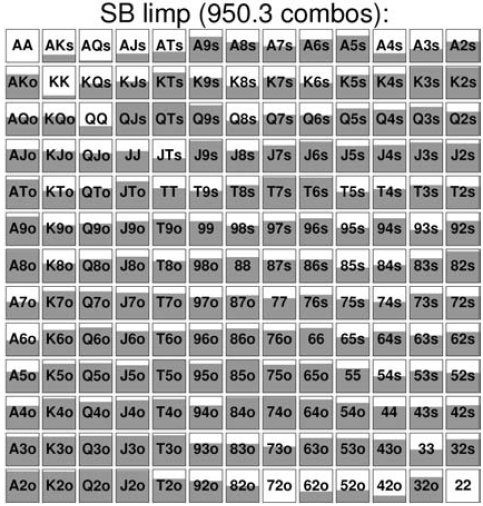 SB limp (950.3 combos):
AA AKs AQs AJs ATs A9s A8s A7s A6s A5s A4s A3s A2s
AKo KK KQs KJs KTs K9s K8s K7s K6s K5s K4s K3s K2s
AQo KQo QQ QJs QTs Q9s Q8s Q7s Q6s Q5s Q4s Q3s Q2s
AJo KJo QJo JJ JTs J9s J8s J7s J6s J5s J4s J3s J2s
ATo KTo QTo JTo TT T9s T8s T7s T6s T5s T4s T3s T2s
A9o K9o Q9o J9o T9o 99 98s 97s 96s 95s 94s 93s 92s
A8o K8o Q8o J8o T8o 98o 88 87s 86s 85s 84s 83s 82s
A7o K7o Q7o J7o T7o 97o 87o 77 76s 75s 74s 73s 72s
A6o K6o Q6o J6o T6o 96o 86o 76o 66 65s 64s 63s 62s
A5o K5o Q5o J5o T5o 95o 85o 75o 65o 55 54s 53s 52s
A4o K4o Q4o J4o T4o 94o 84o 74o 64o 54o 44 43s 42s
A3o K3o Q3o J3o T3o 93o 83o 73o 63o 53o 43o 33 32s
A2o K2o Q2o J2o T2o 92o 82o 72o 62o 52o 42o 32o 22